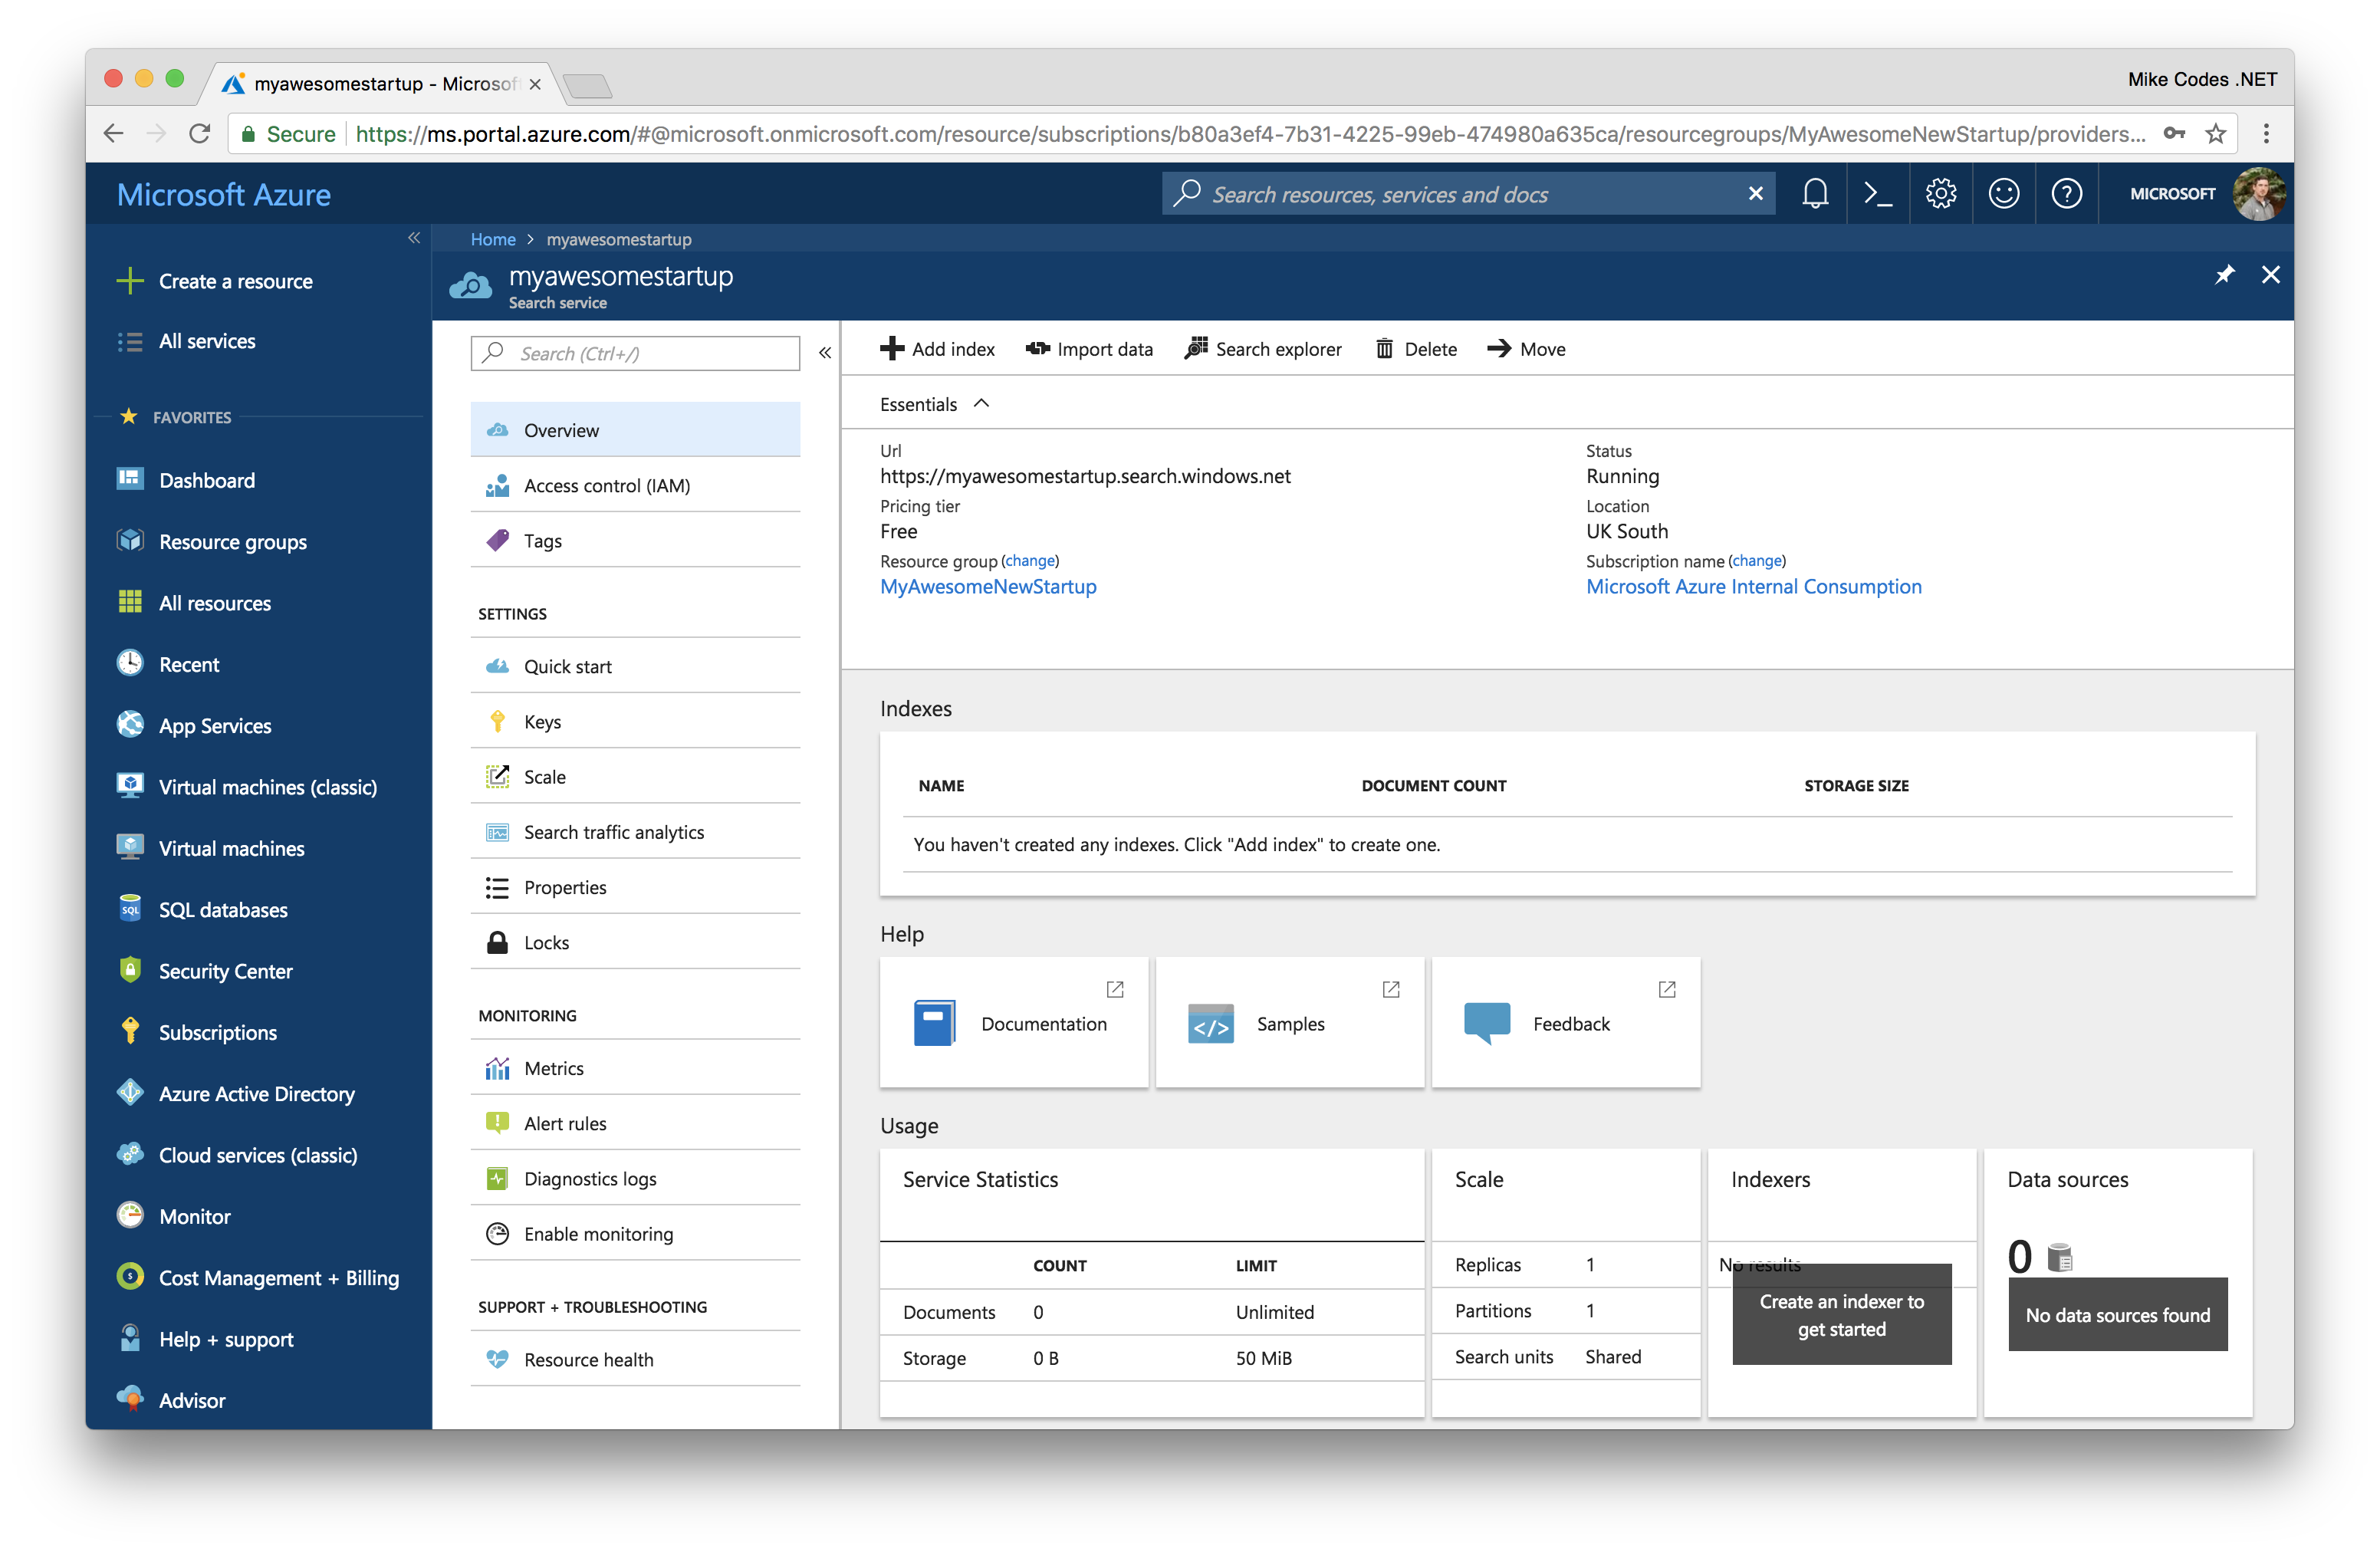 myawesomestartup - Microsof
Mike Codes .NET
Secure
https://ms.portal.azure.com/#@microsoft.onmicrosoft.com/resource/subscriptions/b80a3ef4-7b31-4225-99eb-474980a635ca/resourcegroups/MyAwesomeNewStartup/providers...
Microsoft Azure
Search resources, services and docs
MICROSOFT
Create a resource
All services
FAVORITES
Dashboard
Resource groups
All resources
Recent
App Services
Virtual machines (classic)
Virtual machines
SQL databases
Security Center
Subscriptions
Azure Active Directory
Cloud services (classic)
Monitor
Cost Management + Billing
Help + support
Advisor
Home > myawesomestartup
myawesomestartup
Search service
Search (Ctrl+/)
Overview
Access control (IAM)
Tags
SETTINGS
Quick start
Keys
Scale
Search traffic analytics
Properties
Locks
MONITORING
Metrics
Alert rules
Diagnostics logs
Enable monitoring
SUPPORT + TROUBLESHOOTING
Resource health
Add index
Import data
Search explorer
Delete
Move
Essentials
Url
https://myawesomestartup.search.windows.net
Pricing tier
Free
Resource group (change)
MyAwesomeNewStartup
Status
Running
Location
UK South
Subscription name (change)
Microsoft Azure Internal Consumption
Indexes
NAME DOCUMENT COUNT STORAGE SIZE
You haven't created any indexes. Click "Add index" to create one.
Help
Documentation
Samples
Feedback
Usage
Service Statistics
COUNT LIMIT
Documents 0 Unlimited
Storage 0 B 50 MiB
Scale
Replicas 1
Partitions 1
Search units Shared
Indexers
No results
Create an indexer to
get started
Data sources
0
No data sources found